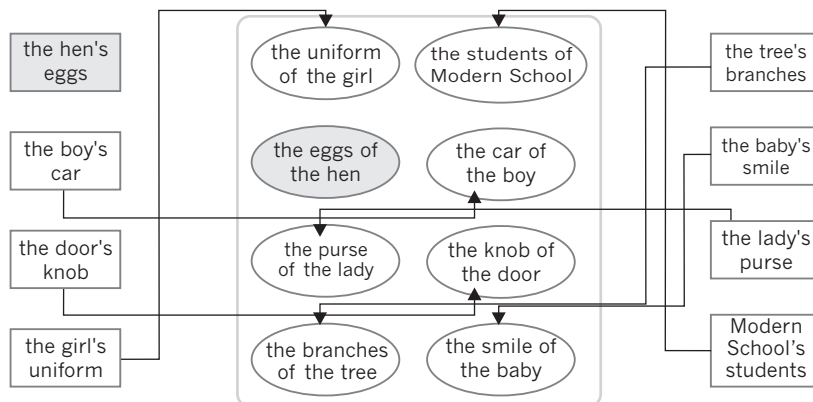 the hen's
eggs
the boy's
car
the door's
knob
the girl's
uniform
the uniform
of the girl
the students of
Modern School
the eggs of
the hen
the car of
the boy
the purse
of the lady
the knob of
the door
the branches
of the tree
the smile of
the baby
the tree's
branches
the baby's
smile
the lady's
purse
Modern
School's
students